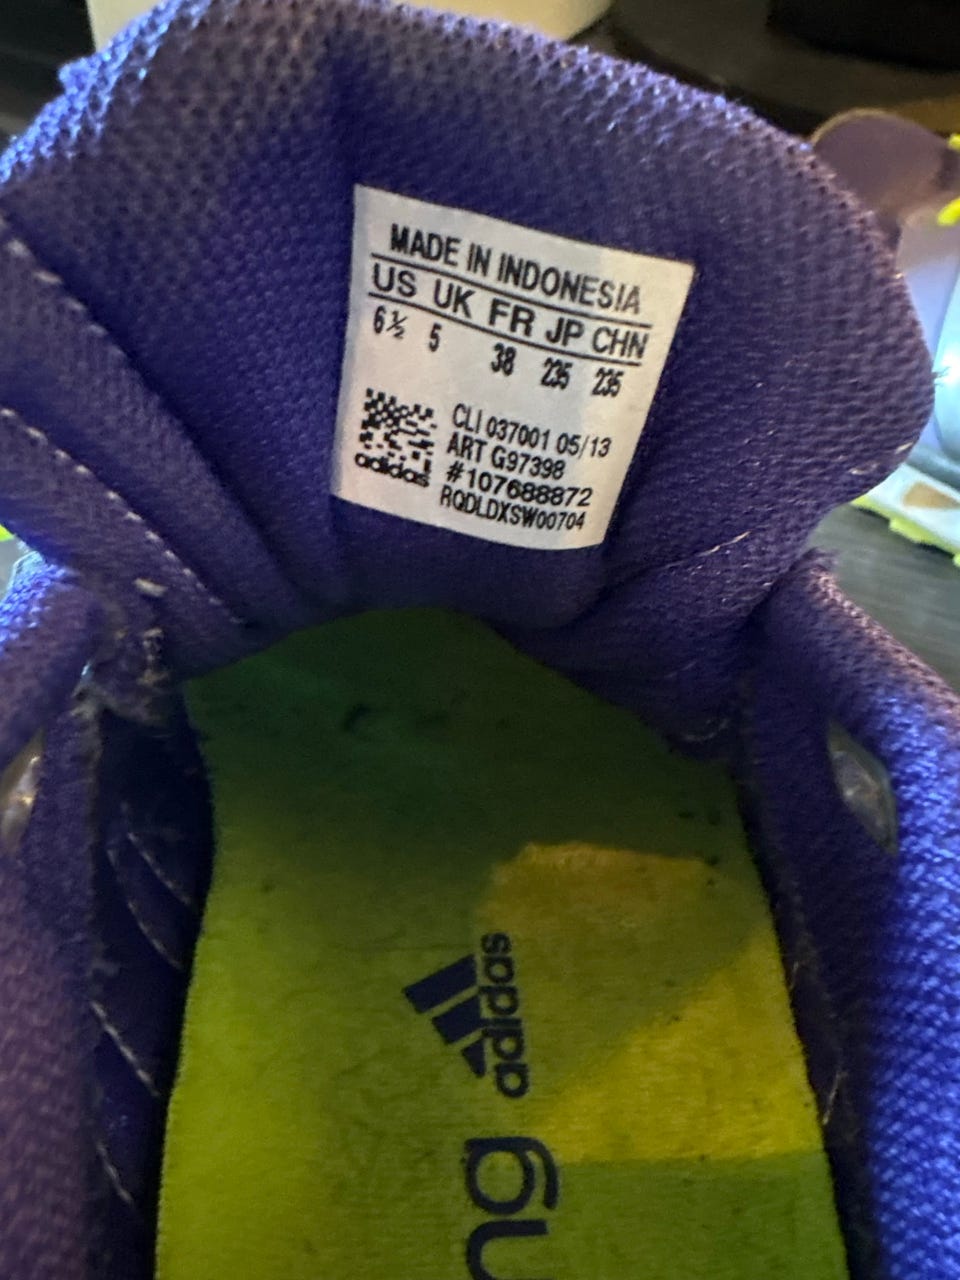 MADE IN INDONESIA
US UK FR JP CHN
6½ 5 38 235 235
CLI 037001 05/13
ART G97398
#107688872
RQDLDXSW00704
adidas
adidas
ng